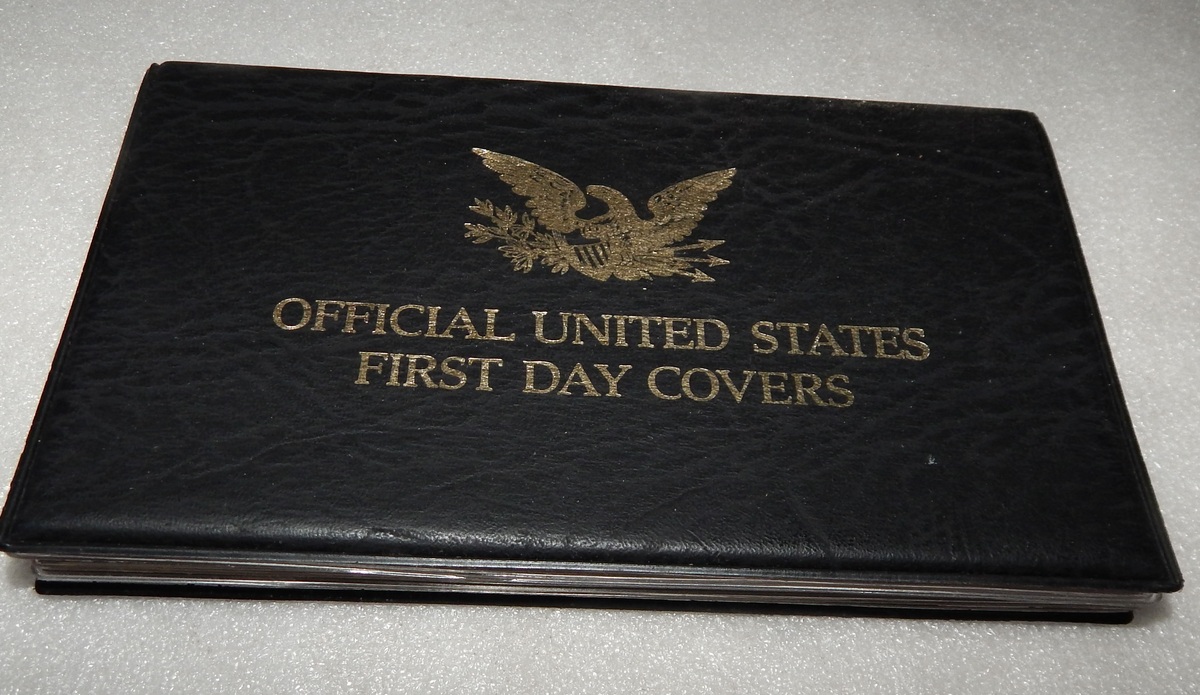 OFFICIAL UNITED STATES
FIRST DAY COVERS